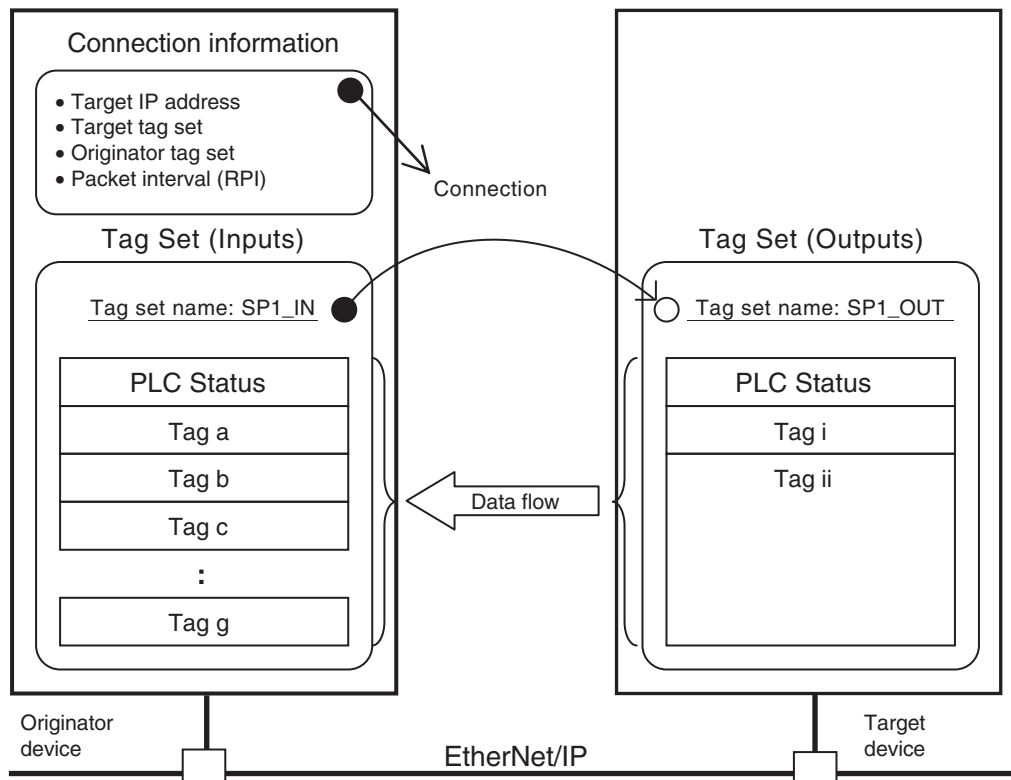 Connection information
• Target IP address
• Target tag set
• Originator tag set
• Packet interval (RPI)
Connection
Tag Set (Inputs)
Tag set name: SP1_IN
PLC Status
Tag a
Tag b
Tag c
:
Tag g
Data flow
Tag Set (Outputs)
Tag set name: SP1_OUT
PLC Status
Tag i
Tag ii
Originator
device
EtherNet/IP
Target
device